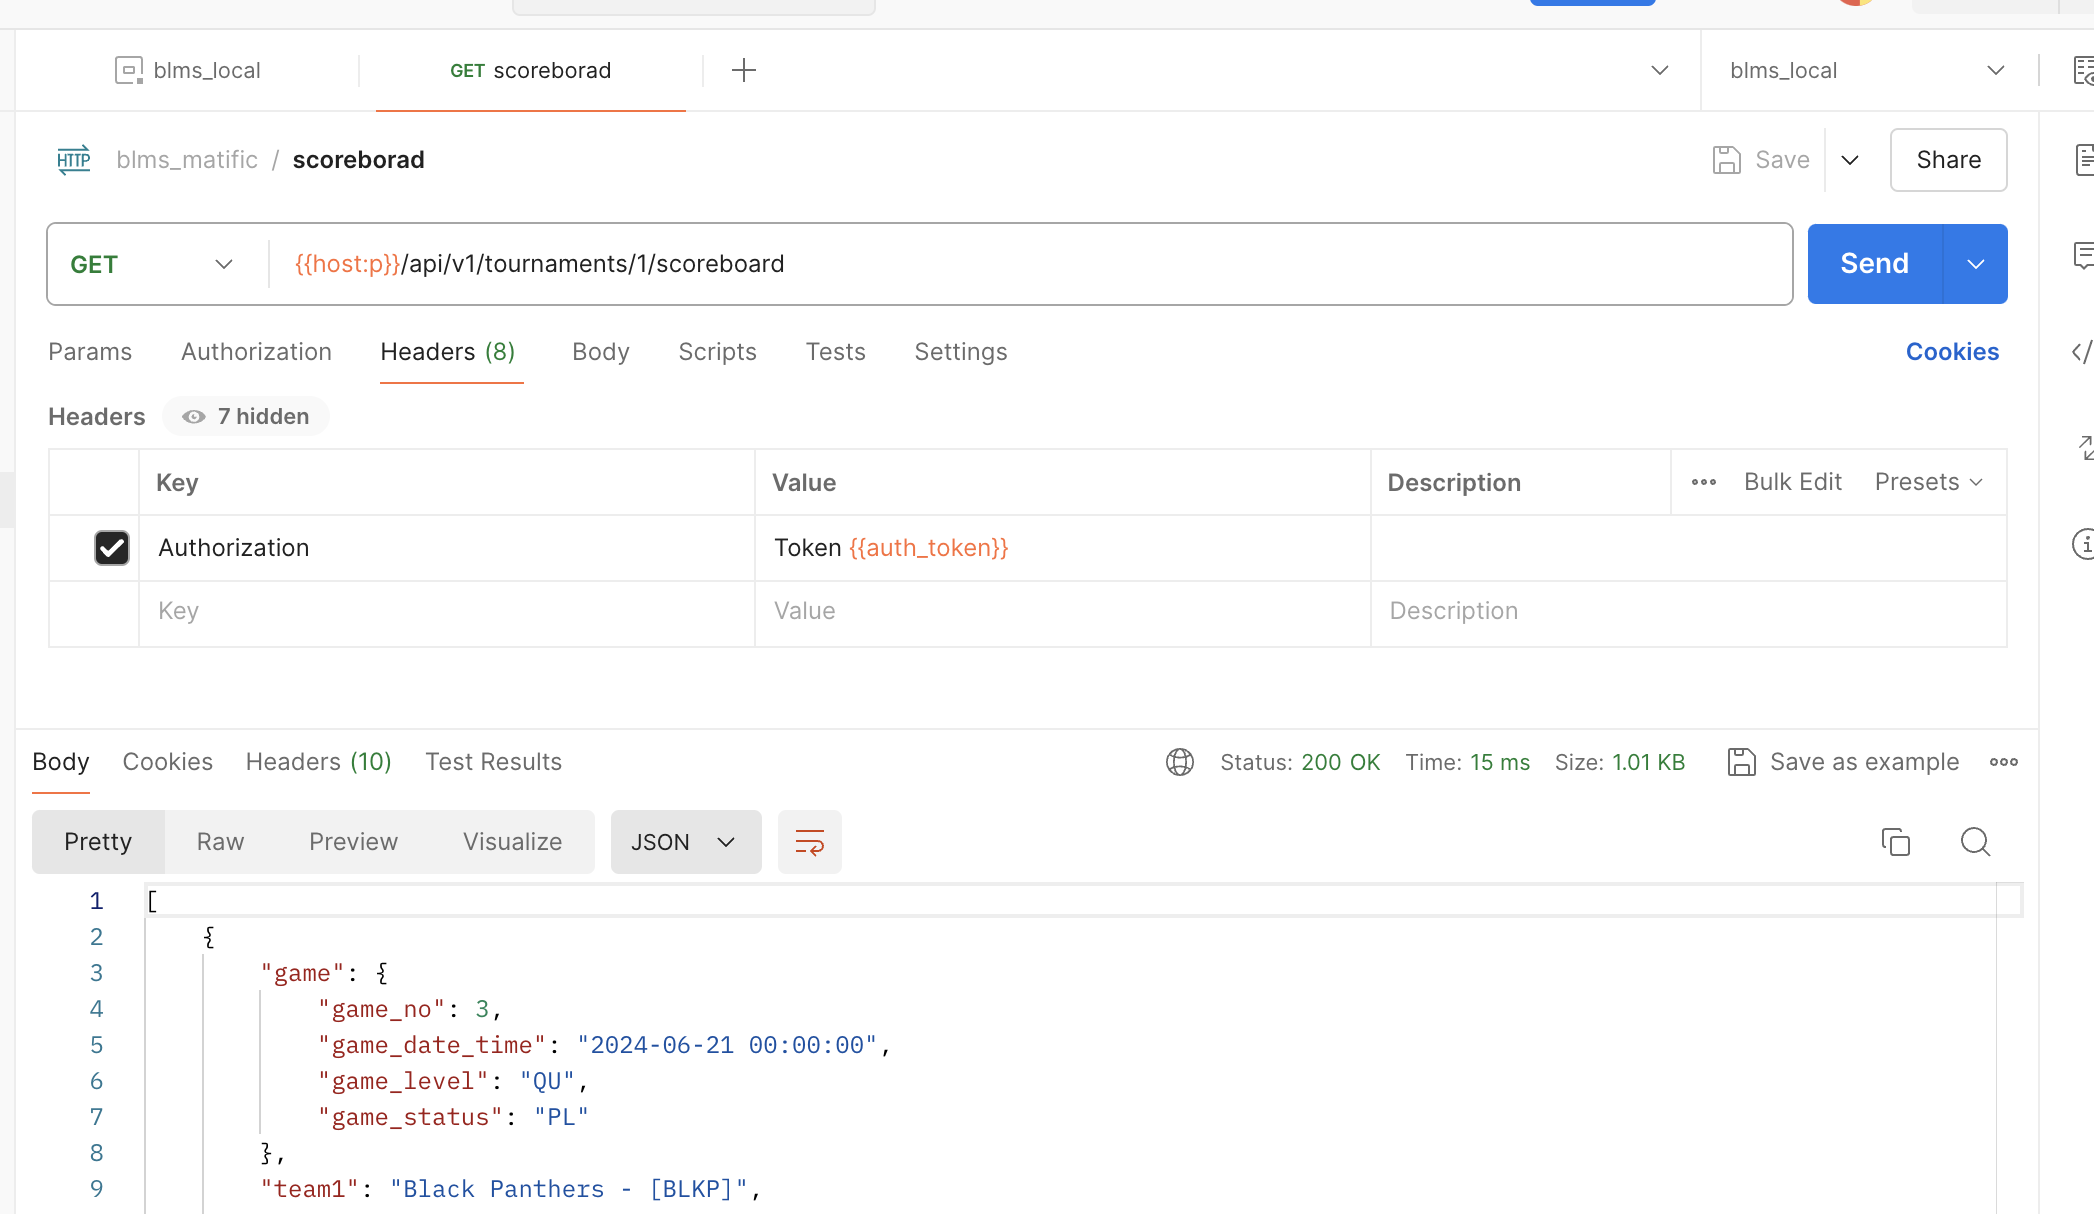 blms_local
GET scoreborad
blms_local
HTTP blms_matific / scoreborad
Save
Share
GET {{host:p}}/api/v1/tournaments/1/scoreboard
Send
Params Authorization Headers (8) Body Scripts Tests Settings Cookies
Headers 7 hidden
Key Value Description Bulk Edit Presets
Authorization Token {{auth_token}}
Key Value Description
Body Cookies Headers (10) Test Results Status: 200 OK Time: 15 ms Size: 1.01 KB Save as example
Pretty Raw Preview Visualize JSON
1 [
2 {
3 "game": {
4 "game_no": 3,
5 "game_date_time": "2024-06-21 00:00:00",
6 "game_level": "QU",
7 "game_status": "PL"
8 },
9 "team1": "Black Panthers - [BLKP]",